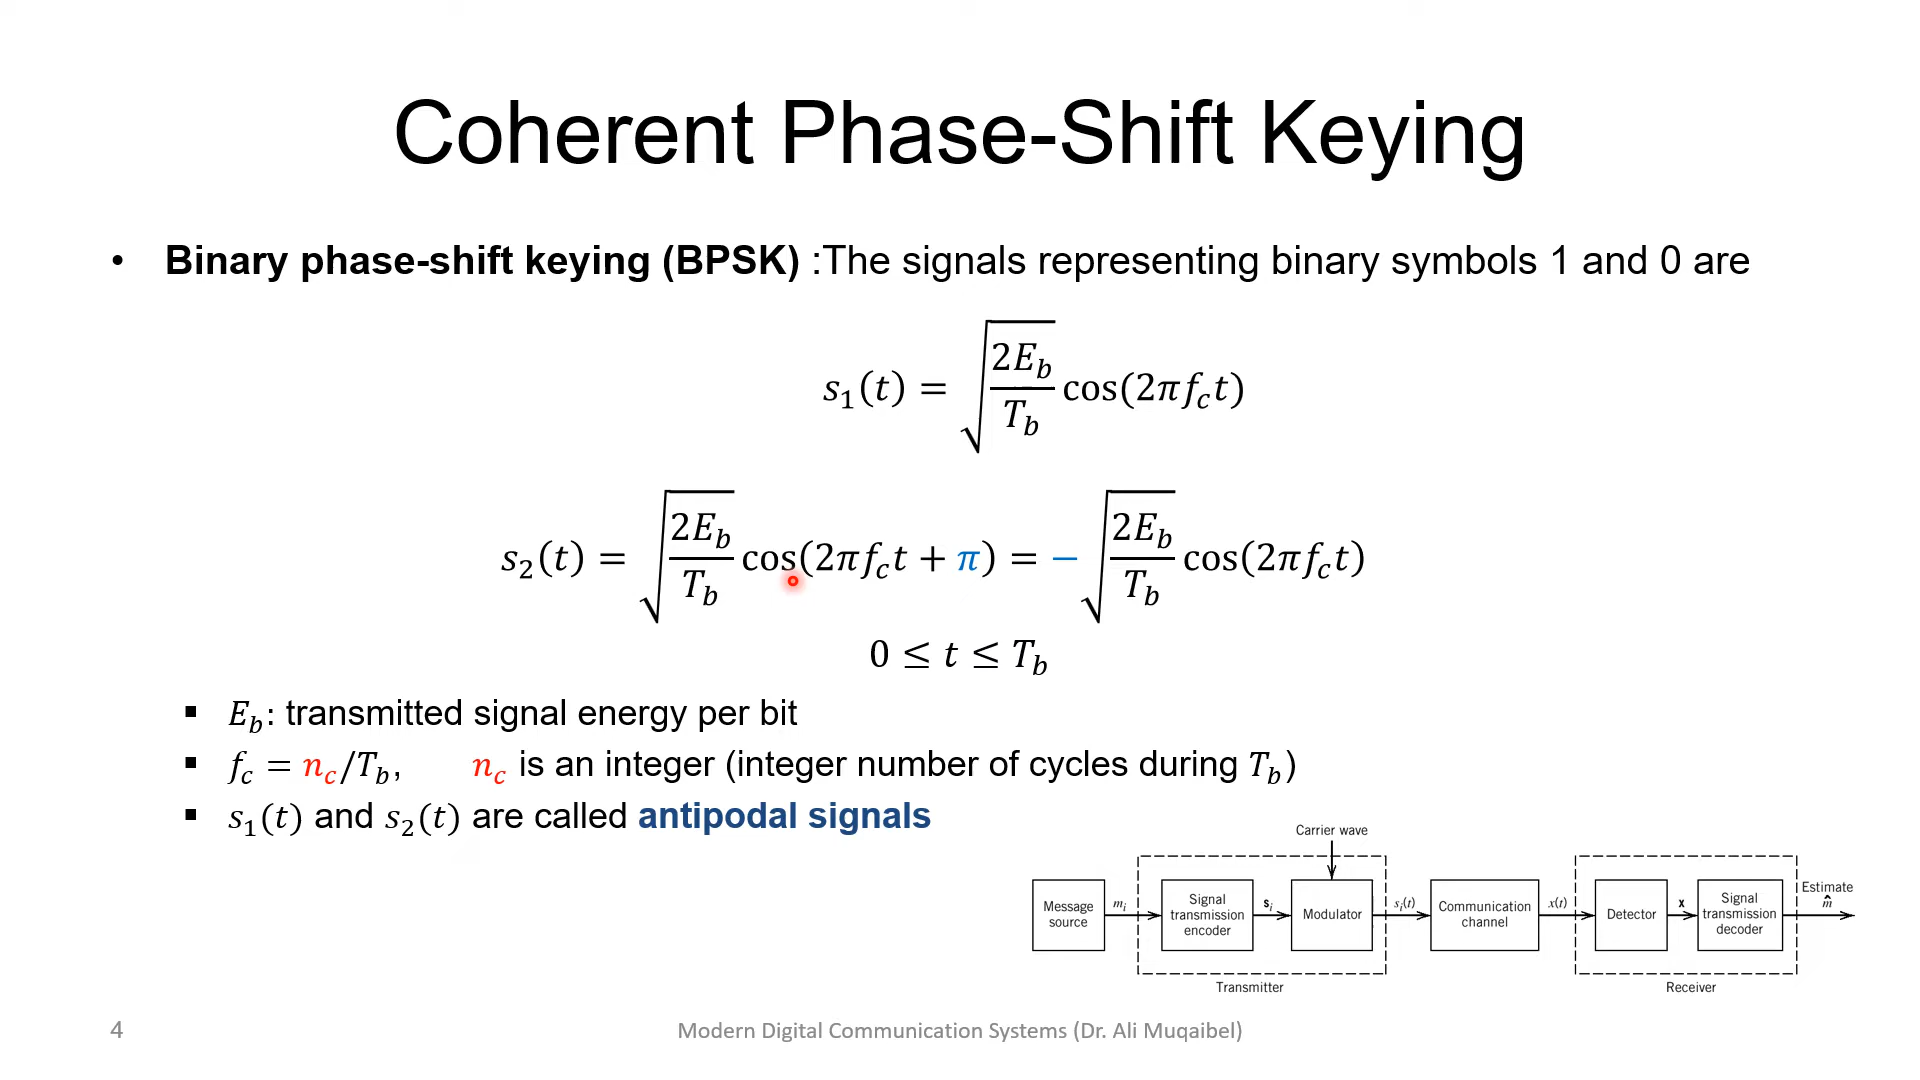 Coherent Phase-Shift Keying
• Binary phase-shift keying (BPSK) :The signals representing binary symbols 1 and 0 are
s₁(t) = √(2E_b/T_b) cos(2πf_c t)
s₂(t) = √(2E_b/T_b) cos(2πf_c t + π) = −√(2E_b/T_b) cos(2πf_c t)
0 ≤ t ≤ T_b
▪ E_b: transmitted signal energy per bit
▪ f_c = n_c/T_b, n_c is an integer (integer number of cycles during T_b)
▪ s₁(t) and s₂(t) are called antipodal signals
Carrier wave
Message source
m_i
Signal transmission encoder
s_i
Modulator
s_i(t)
Communication channel
x(t)
Detector
x
Signal transmission decoder
Estimate
m̂
Transmitter
Receiver
4
Modern Digital Communication Systems (Dr. Ali Muqaibel)